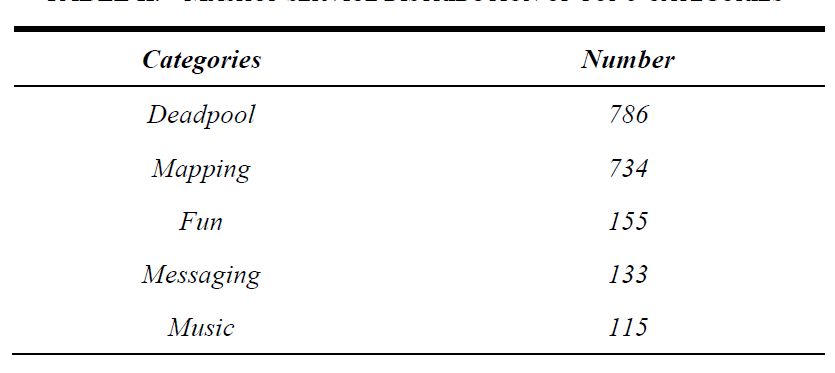 Categories Number
Deadpool 786
Mapping 734
Fun 155
Messaging 133
Music 115